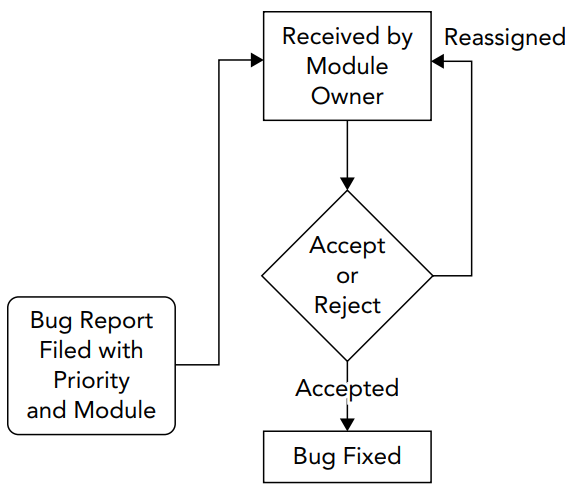 Received by
Module
Owner
Reassigned
Accept
or
Reject
Bug Report
Filed with
Priority
and Module
Accepted
Bug Fixed